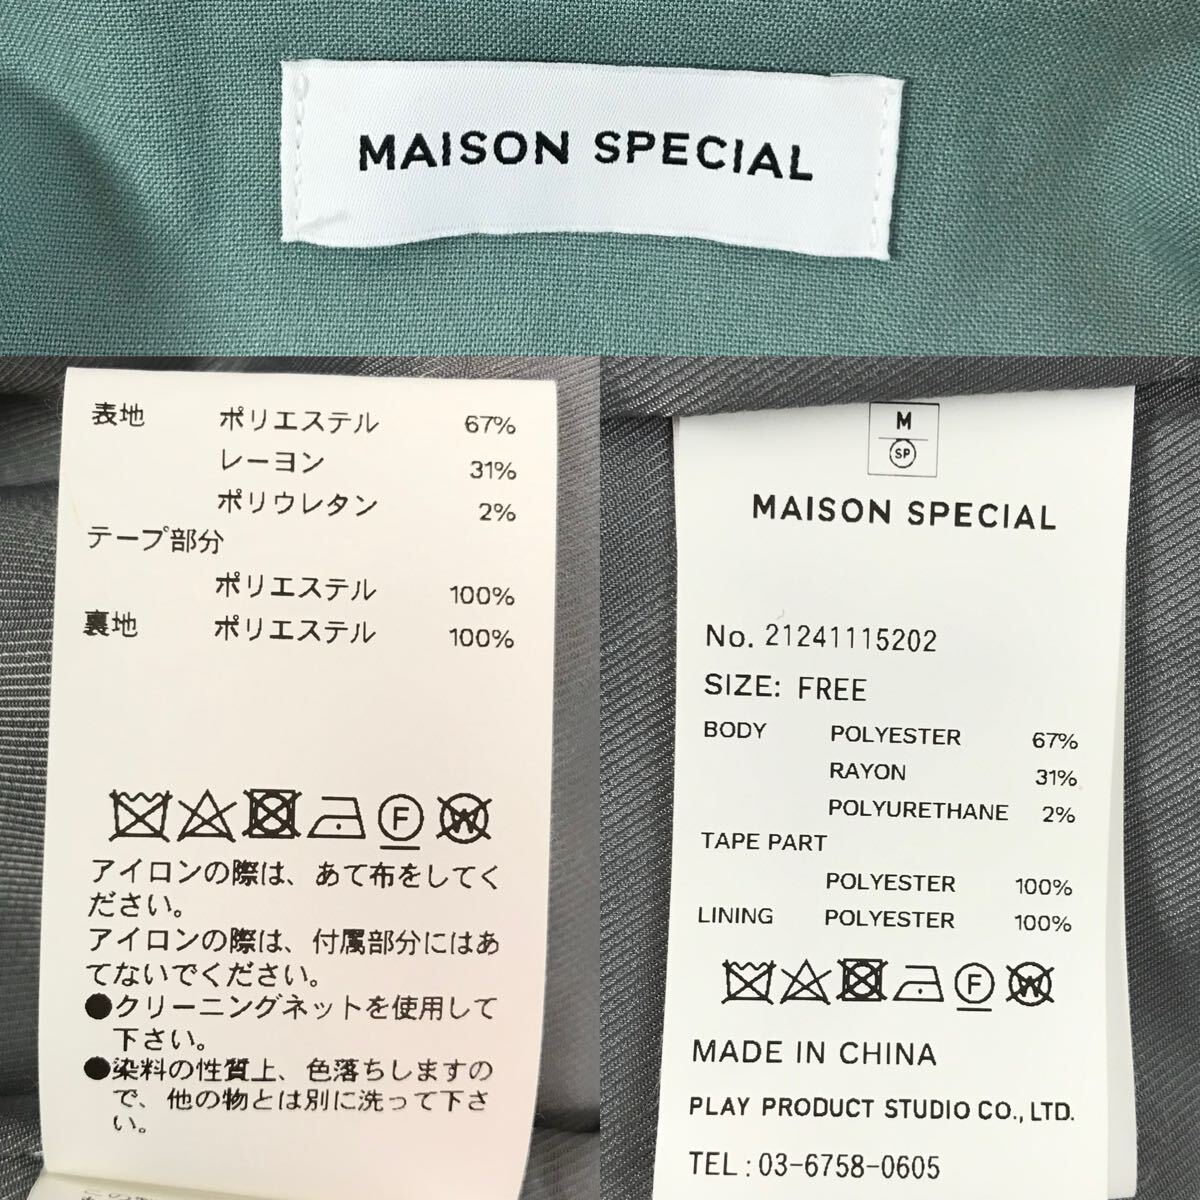 MAISON SPECIAL
表地 ポリエステル 67%
レーヨン 31%
ポリウレタン 2%
テープ部分
ポリエステル 100%
裏地 ポリエステル 100%
F W
アイロンの際は、あて布をしてく
ださい。
アイロンの際は、付属部分にはあ
てないでください。
●クリーニングネットを使用して
下さい。
●染料の性質上、色落ちしますの
で、他の物とは別に洗って下さ
い。
M
SP
MAISON SPECIAL
No. 21241115202
SIZE: FREE
BODY POLYESTER 67%
RAYON 31%
POLYURETHANE 2%
TAPE PART
POLYESTER 100%
LINING POLYESTER 100%
F W
MADE IN CHINA
PLAY PRODUCT STUDIO CO., LTD.
TEL : 03-6758-0605